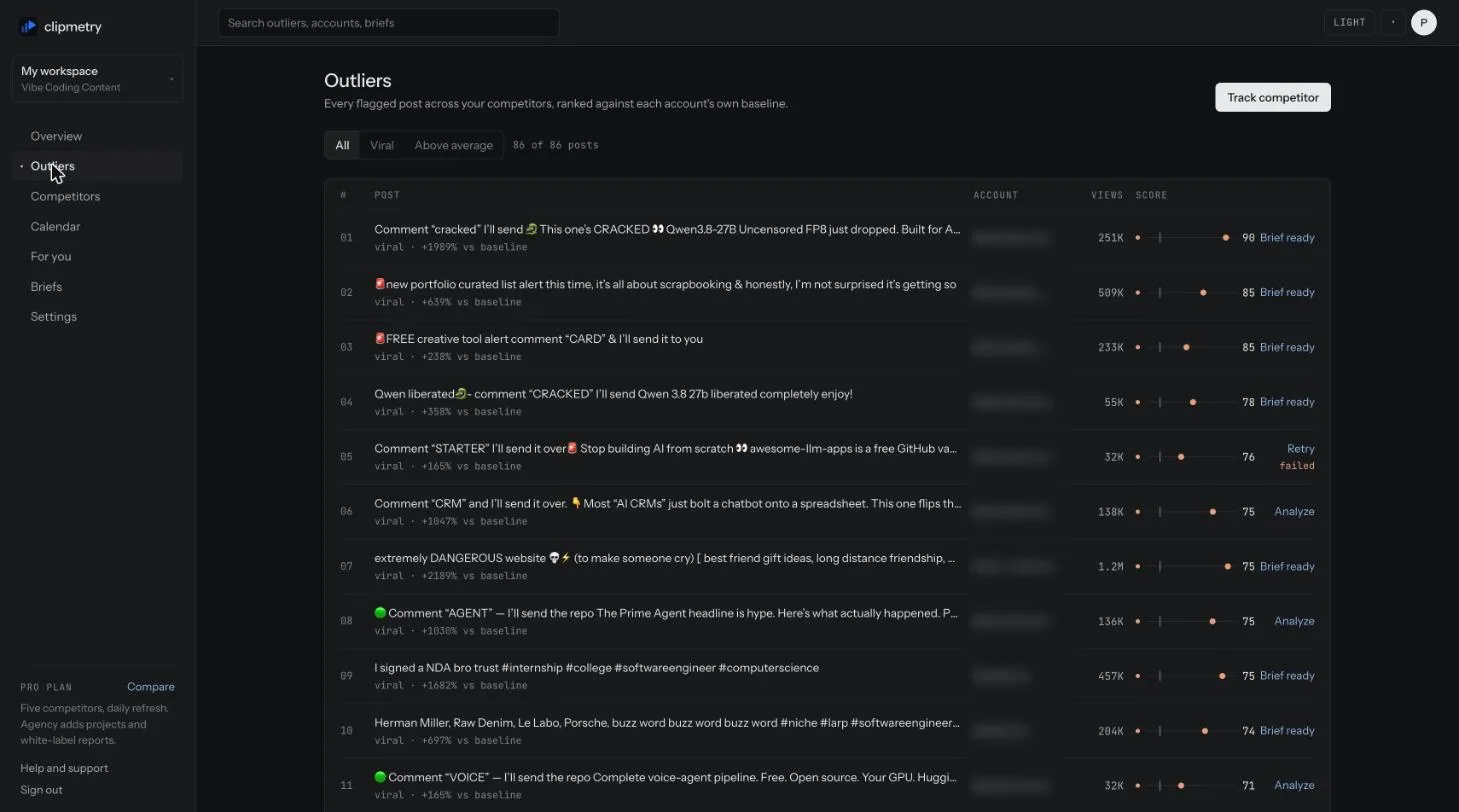 clipmetry
Search outliers, accounts, briefs
LIGHT
P
My workspace
Vibe Coding Content
Overview
Outliers
Competitors
Calendar
For you
Briefs
Settings
PRO PLAN Compare
Five competitors, daily refresh.
Agency adds projects and
white-label reports.
Help and support
Sign out
Outliers
Every flagged post across your competitors, ranked against each account's own baseline.
Track competitor
All Viral Above average 86 of 86 posts
# POST ACCOUNT VIEWS SCORE
01 Comment “cracked” I’ll send 🐉 This one’s CRACKED 👀 Qwen3.8-27B Uncensored FP8 just dropped. Built for A… 251K 90 Brief ready
viral · +1989% vs baseline
02 🚨new portfolio curated list alert this time, it’s all about scrapbooking & honestly, I’m not surprised it’s getting so 509K 85 Brief ready
viral · +639% vs baseline
03 🚨FREE creative tool alert comment “CARD” & I’ll send it to you 233K 85 Brief ready
viral · +238% vs baseline
04 Qwen liberated🐉- comment “CRACKED” I’ll send Qwen 3.8 27b liberated completely enjoy! 55K 78 Brief ready
viral · +358% vs baseline
05 Comment “STARTER” I’ll send it over🚨 Stop building AI from scratch 👀 awesome-llm-apps is a free GitHub va… 32K 76 Retry
viral · +165% vs baseline failed
06 Comment “CRM” and I’ll send it over. 👇 Most “AI CRMs” just bolt a chatbot onto a spreadsheet. This one flips th… 138K 75 Analyze
viral · +1047% vs baseline
07 extremely DANGEROUS website 💀⚡ (to make someone cry) [ best friend gift ideas, long distance friendship, … 1.2M 75 Brief ready
viral · +2189% vs baseline
08 🟢 Comment “AGENT” — I’ll send the repo The Prime Agent headline is hype. Here’s what actually happened. P… 136K 75 Analyze
viral · +1030% vs baseline
09 I signed a NDA bro trust #internship #college #softwareengineer #computerscience 457K 75 Brief ready
viral · +1682% vs baseline
10 Herman Miller, Raw Denim, Le Labo, Porsche, buzz word buzz word buzz word #niche #larp #softwareengineer… 204K 74 Brief ready
viral · +697% vs baseline
11 🟢 Comment “VOICE” — I’ll send the repo Complete voice-agent pipeline. Free. Open source. Your GPU. Huggi… 32K 71 Analyze
viral · +165% vs baseline